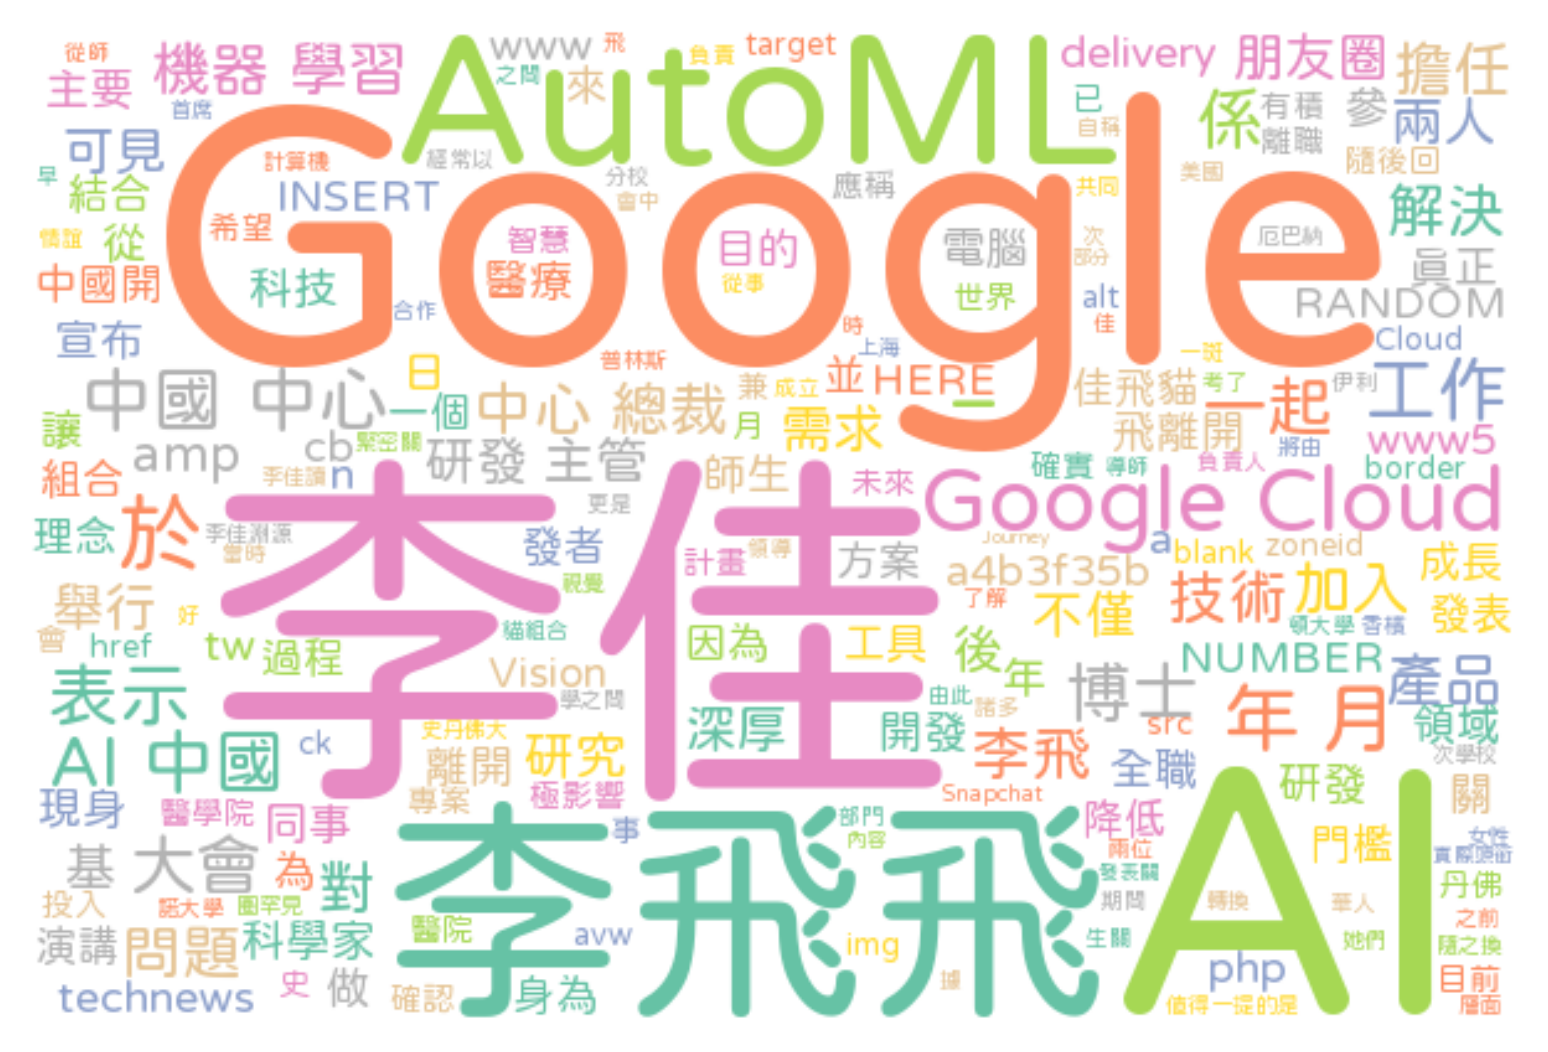 從師
機器 學習
主要
首席
AutoML
www
飛
之間
來
負責
target
delivery
朋友圈
擔任
已
自稱
係
有積
離職
參
兩人
可見
Google
計算機
經常以
分校
會中
應稱
共同
美國
隨後回
早
結合
INSERT
解決
情誼
從
希望
智慧
醫療
目的
從事
電腦
世界
次
部分
厄巴納
真正
中國開
科技
合作
alt
佳
RANDOM
宣布
時
上海
Cloud
普林斯
一斑
中國 中心
日
一個
中心 總裁
兼
成立
並
HERE
佳飛貓
考了
一起
伊利
工作
讓
amp
cb
緊密關
研發 主管
月
需求
飛離開
將由
www5
組合
李佳讀
n
師生
未來
確實
導師
負責人
border
李佳
更是
Google Cloud
理念
於
李佳淵源
當時
發者
視覺
計畫
領導
方案
Journey
a
blank
zoneid
a4b3f35b
了解
不僅
技術
加入
成長
發表
舉行
好
會
href
tw
過程
貓組合
因為
工具
後
年
頓大學
香檳
NUMBER
表示
Vision
學之間
由此
諸多
博士
年 月
產品
領域
src
AI 中國
ck
史丹佛大
離開
研究
深厚
開發
李飛
全職
次學校
現身
醫學院
同事
專案
極影響
Snapchat
降低
研發
關
李飛飛
事
部門
內容
AI
兩位
門檻
女性
實際頭銜
基
大會
為
對
發表關
丹佛
投入
諾大學
圈罕見
期間
轉換
華人
之前
演講
問題
科學家
醫院
avw
img
生關
她們
隨之換
technews
史
做
確認
身為
據
php
值得一提的是
目前
層面